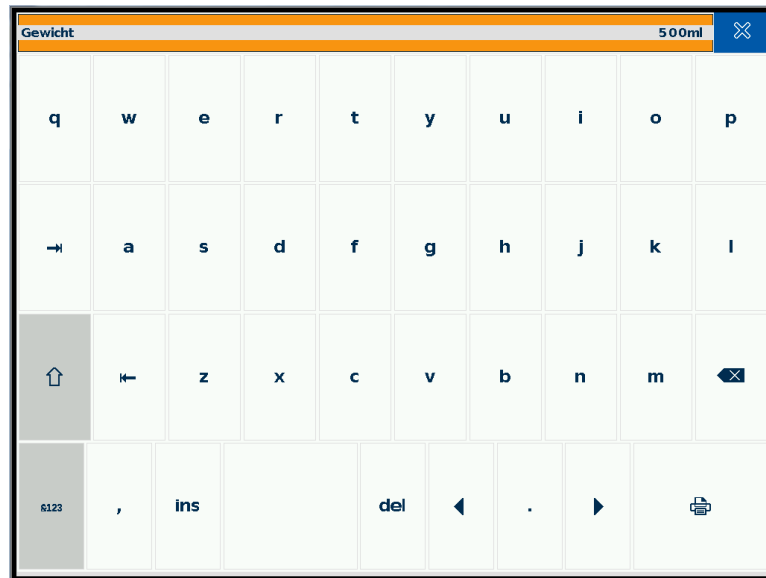 Gewicht 500ml
q w e r t y u i o p
a s d f g h j k l
z x c v b n m
&123 , ins del .